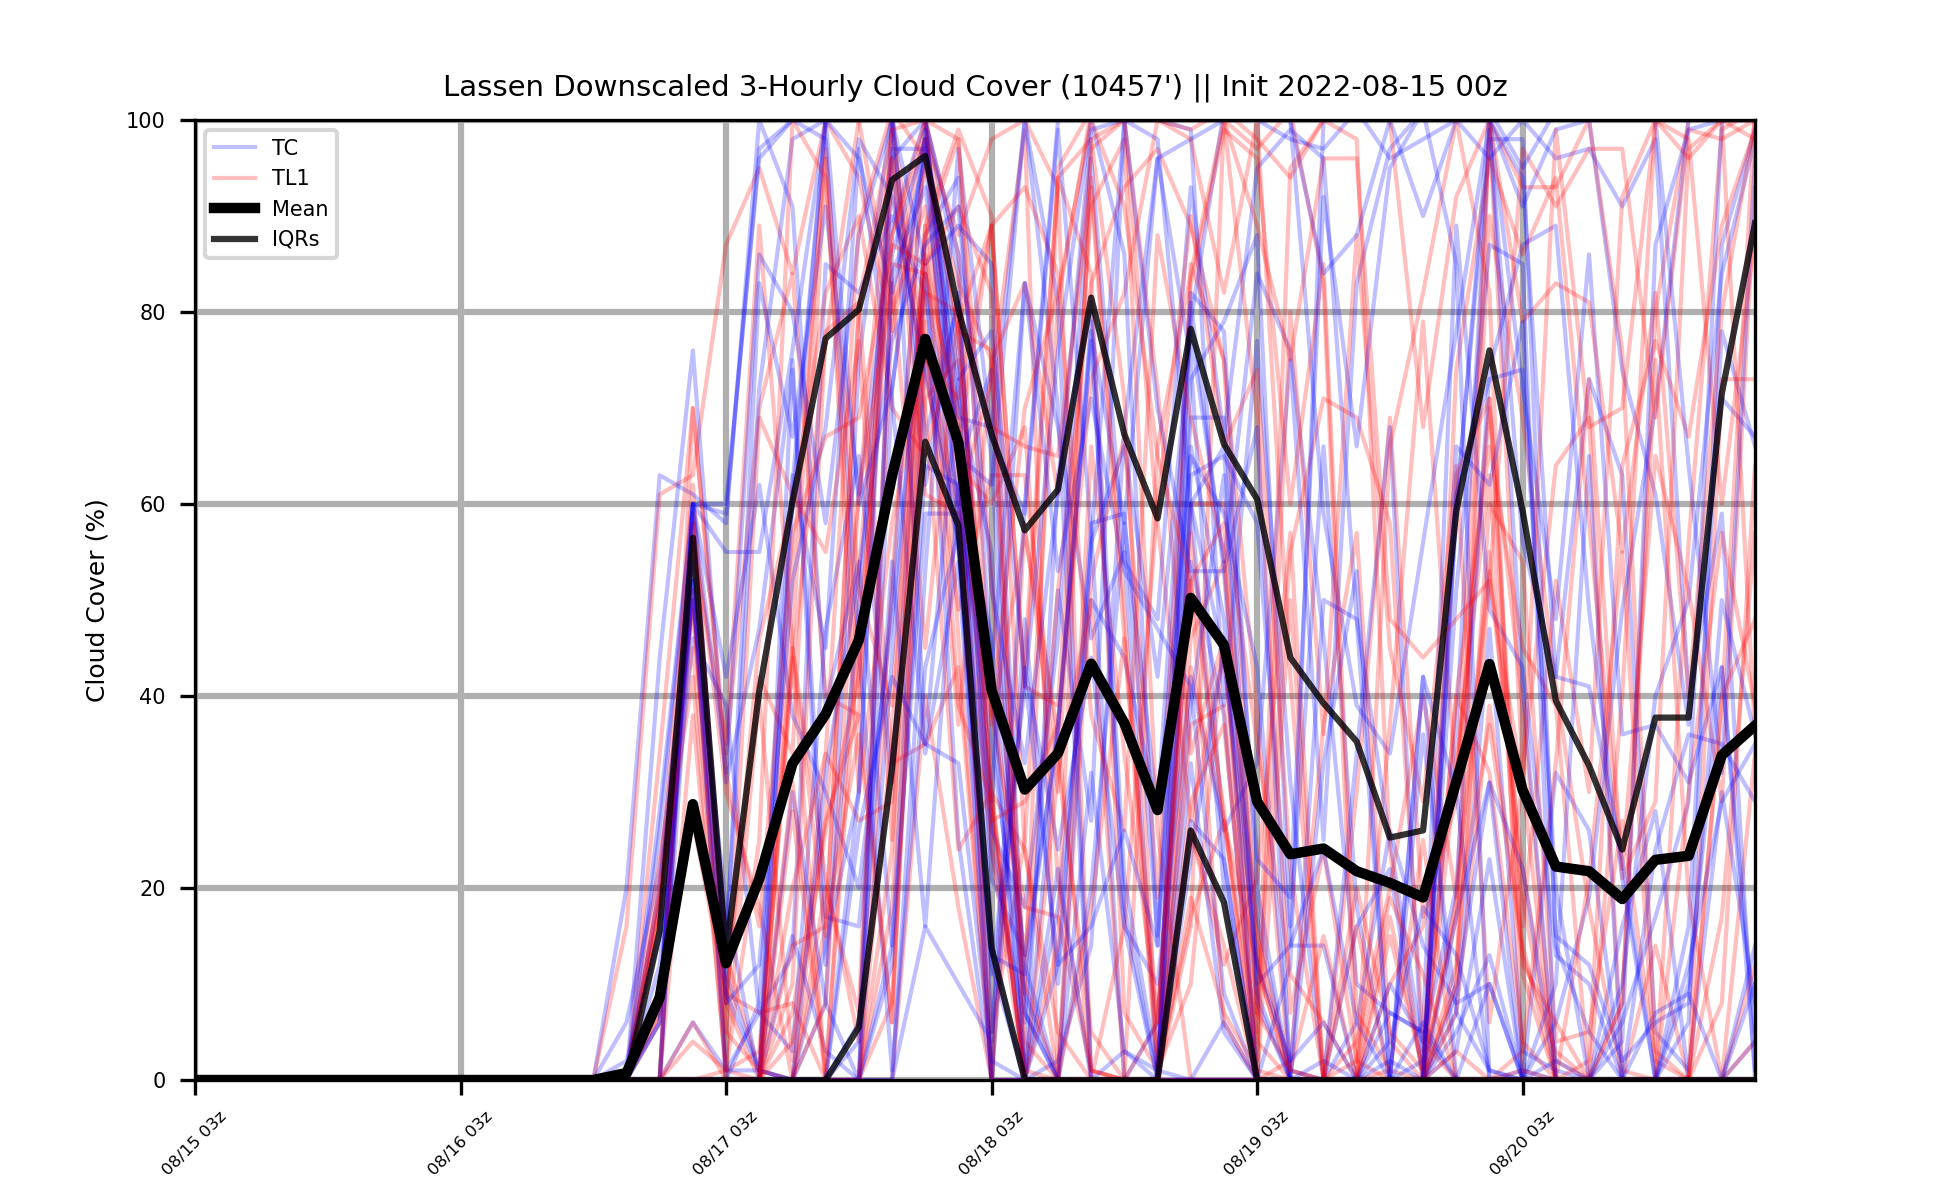 Lassen Downscaled 3-Hourly Cloud Cover (10457') || Init 2022-08-15 00z
100
80
60
40
20
0
Cloud Cover (%)
TC
TL1
Mean
IQRs
08/15 03z
08/16 03z
08/17 03z
08/18 03z
08/19 03z
08/20 03z